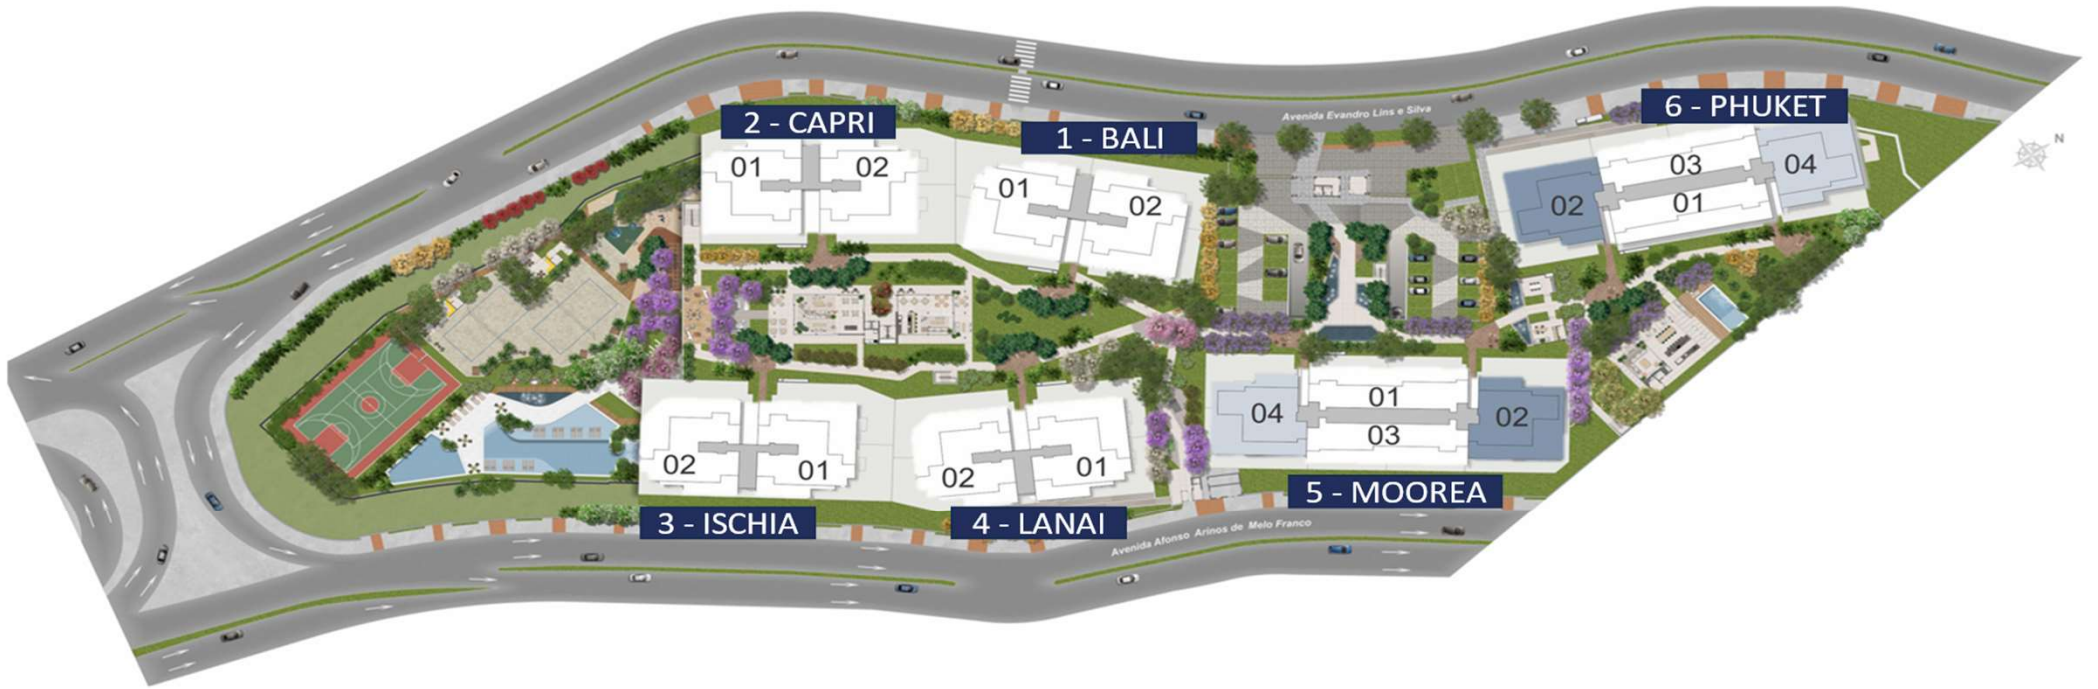 Avenida Evandro Lins e Silva
2 - CAPRI
01
02
1 - BALI
01
02
6 - PHUKET
03
04
02
01
N
04
01
02
03
5 - MOOREA
02
01
3 - ISCHIA
02
01
4 - LANAI
Avenida Afonso Arinos de Melo Franco